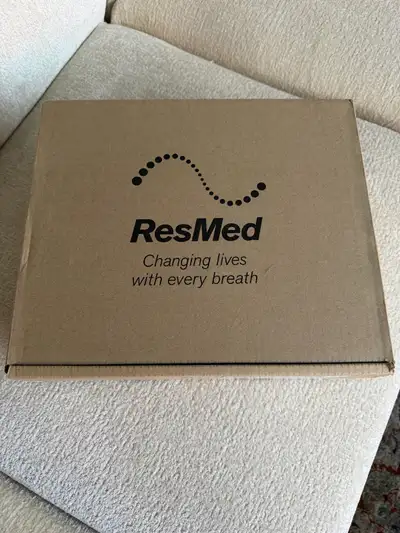 ResMed
Changing lives
with every breath